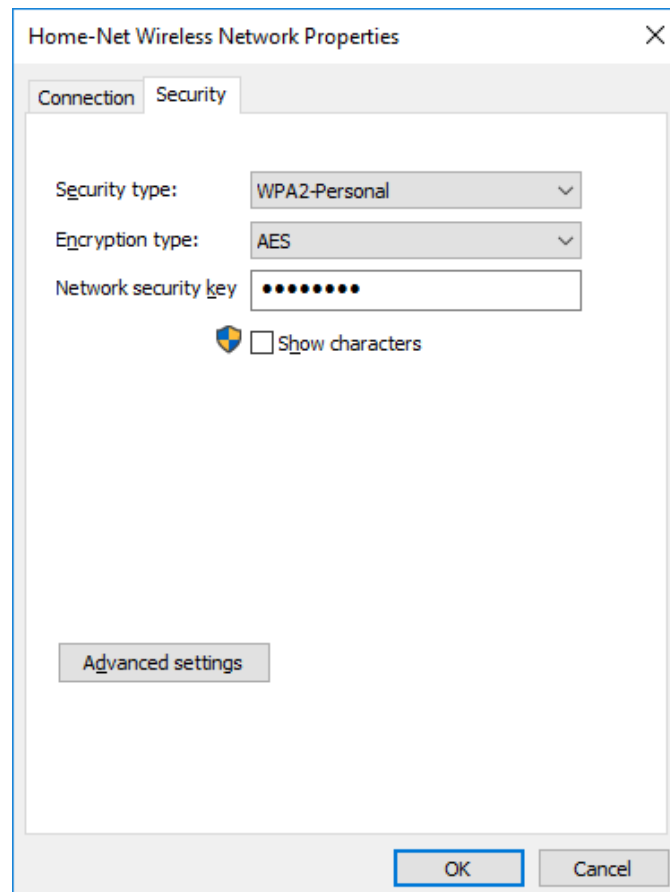 Home-Net Wireless Network Properties
Connection Security
Security type: WPA2-Personal
Encryption type: AES
Network security key ••••••••
Show characters
Advanced settings
OK Cancel